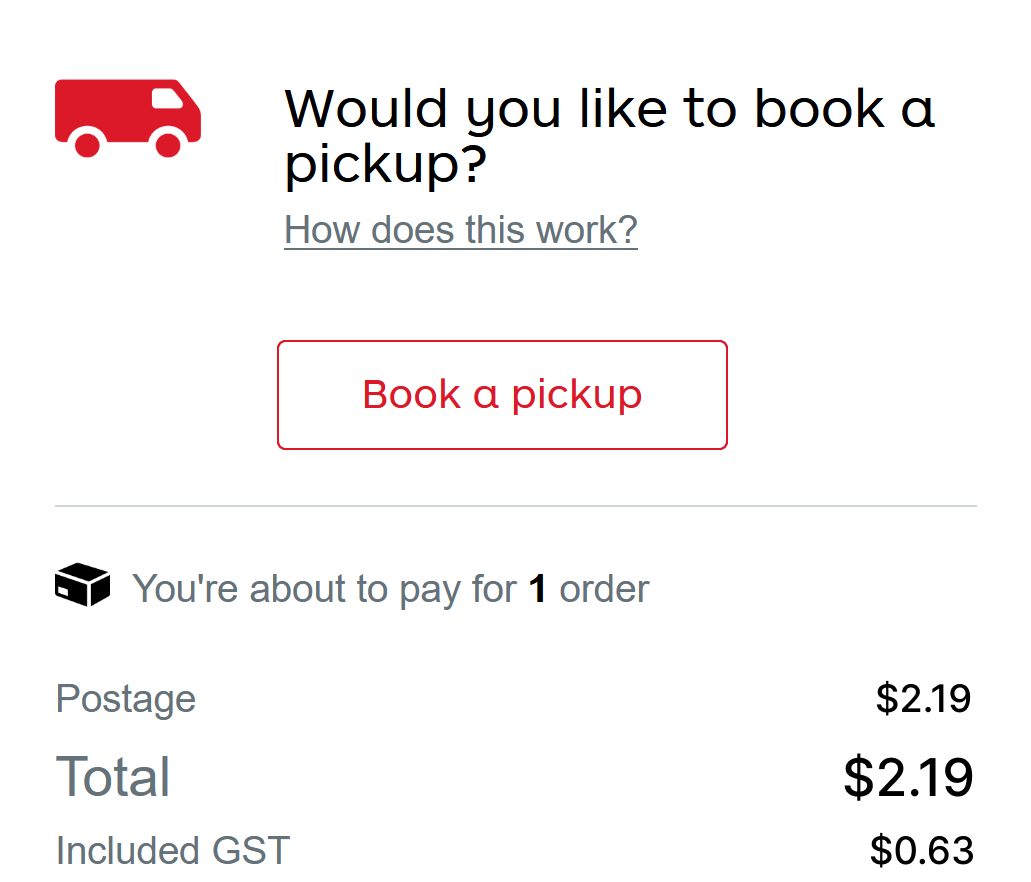 Would you like to book a
pickup?
How does this work?
Book a pickup
You're about to pay for 1 order
Postage $2.19
Total $2.19
Included GST $0.63